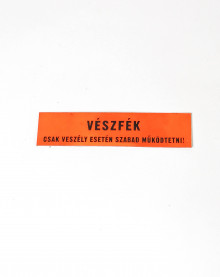 VÉSZFÉK
CSAK VESZÉLY ESETÉN SZABAD MŰKÖDTETNI!